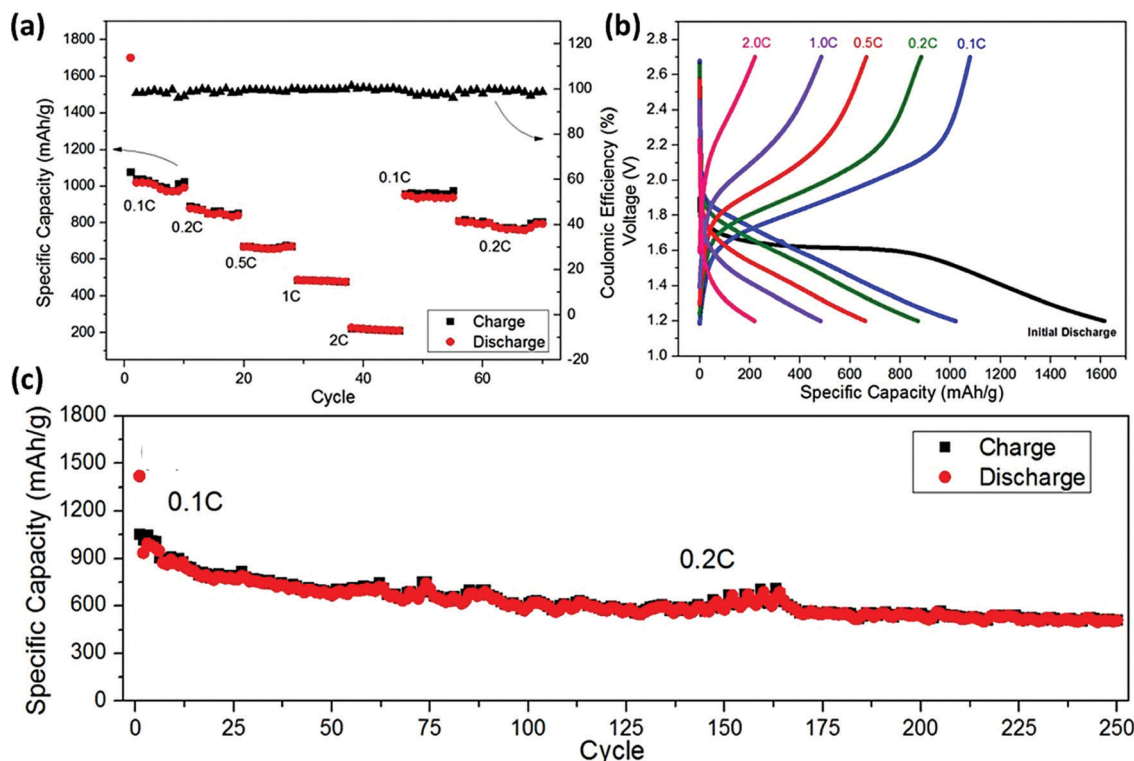 (a)
1800
1600
1400
1200
1000
800
600
400
200
Specific Capacity (mAh/g)
120
100
80
60
40
20
0
-20
Coulomic Efficiency (%)
0.1C
0.2C
0.5C
1C
2C
0.1C
0.2C
Charge
Discharge
0 20 40 60
Cycle
(b)
2.8
2.6
2.4
2.2
2.0
1.8
1.6
1.4
1.2
1.0
Voltage (V)
2.0C 1.0C 0.5C 0.2C 0.1C
Initial Discharge
0 200 400 600 800 1000 1200 1400 1600
Specific Capacity (mAh/g)
(c)
1800
1500
1200
900
600
300
0
Specific Capacity (mAh/g)
0.1C
0.2C
Charge
Discharge
0 25 50 75 100 125 150 175 200 225 250
Cycle